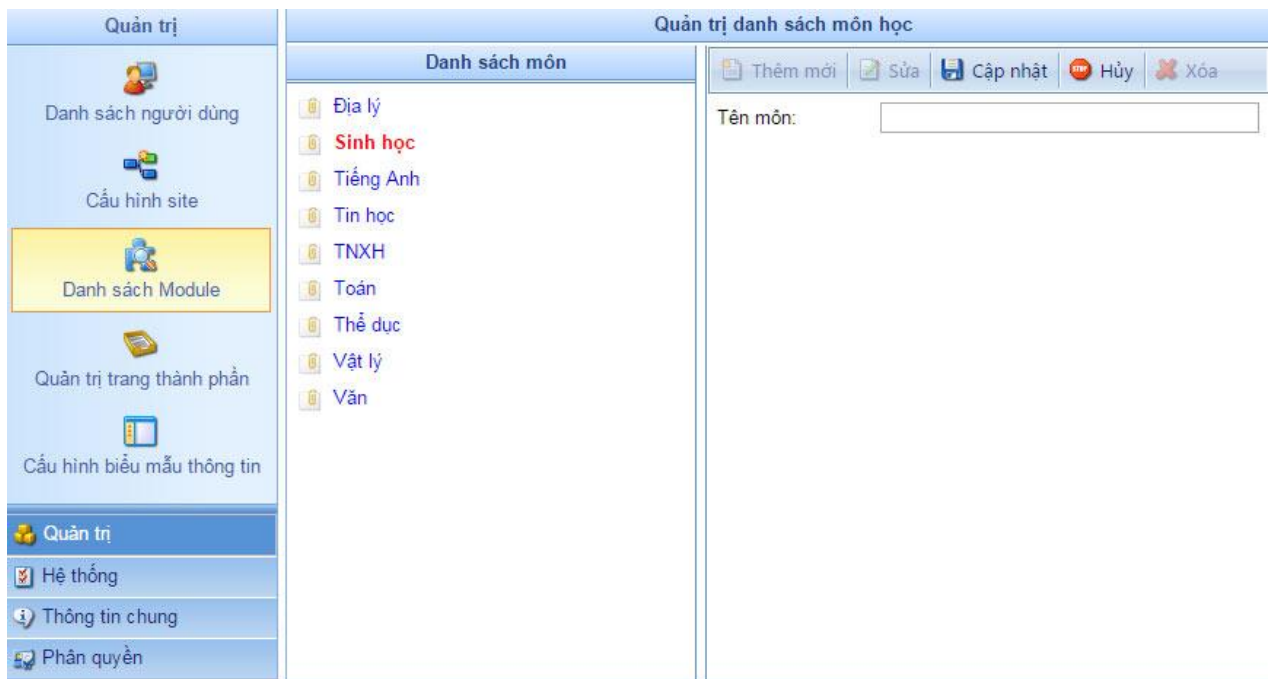 Quản trị
Danh sách người dùng
Cấu hình site
Danh sách Module
Quản trị trang thành phần
Cấu hình biểu mẫu thông tin
Quản trị
Hệ thống
Thông tin chung
Phân quyền
Quản trị danh sách môn học
Danh sách môn
Địa lý
Sinh học
Tiếng Anh
Tin học
TNXH
Toán
Thể dục
Vật lý
Văn
Thêm mới Sửa Cập nhật STOP Hủy Xóa
Tên môn: